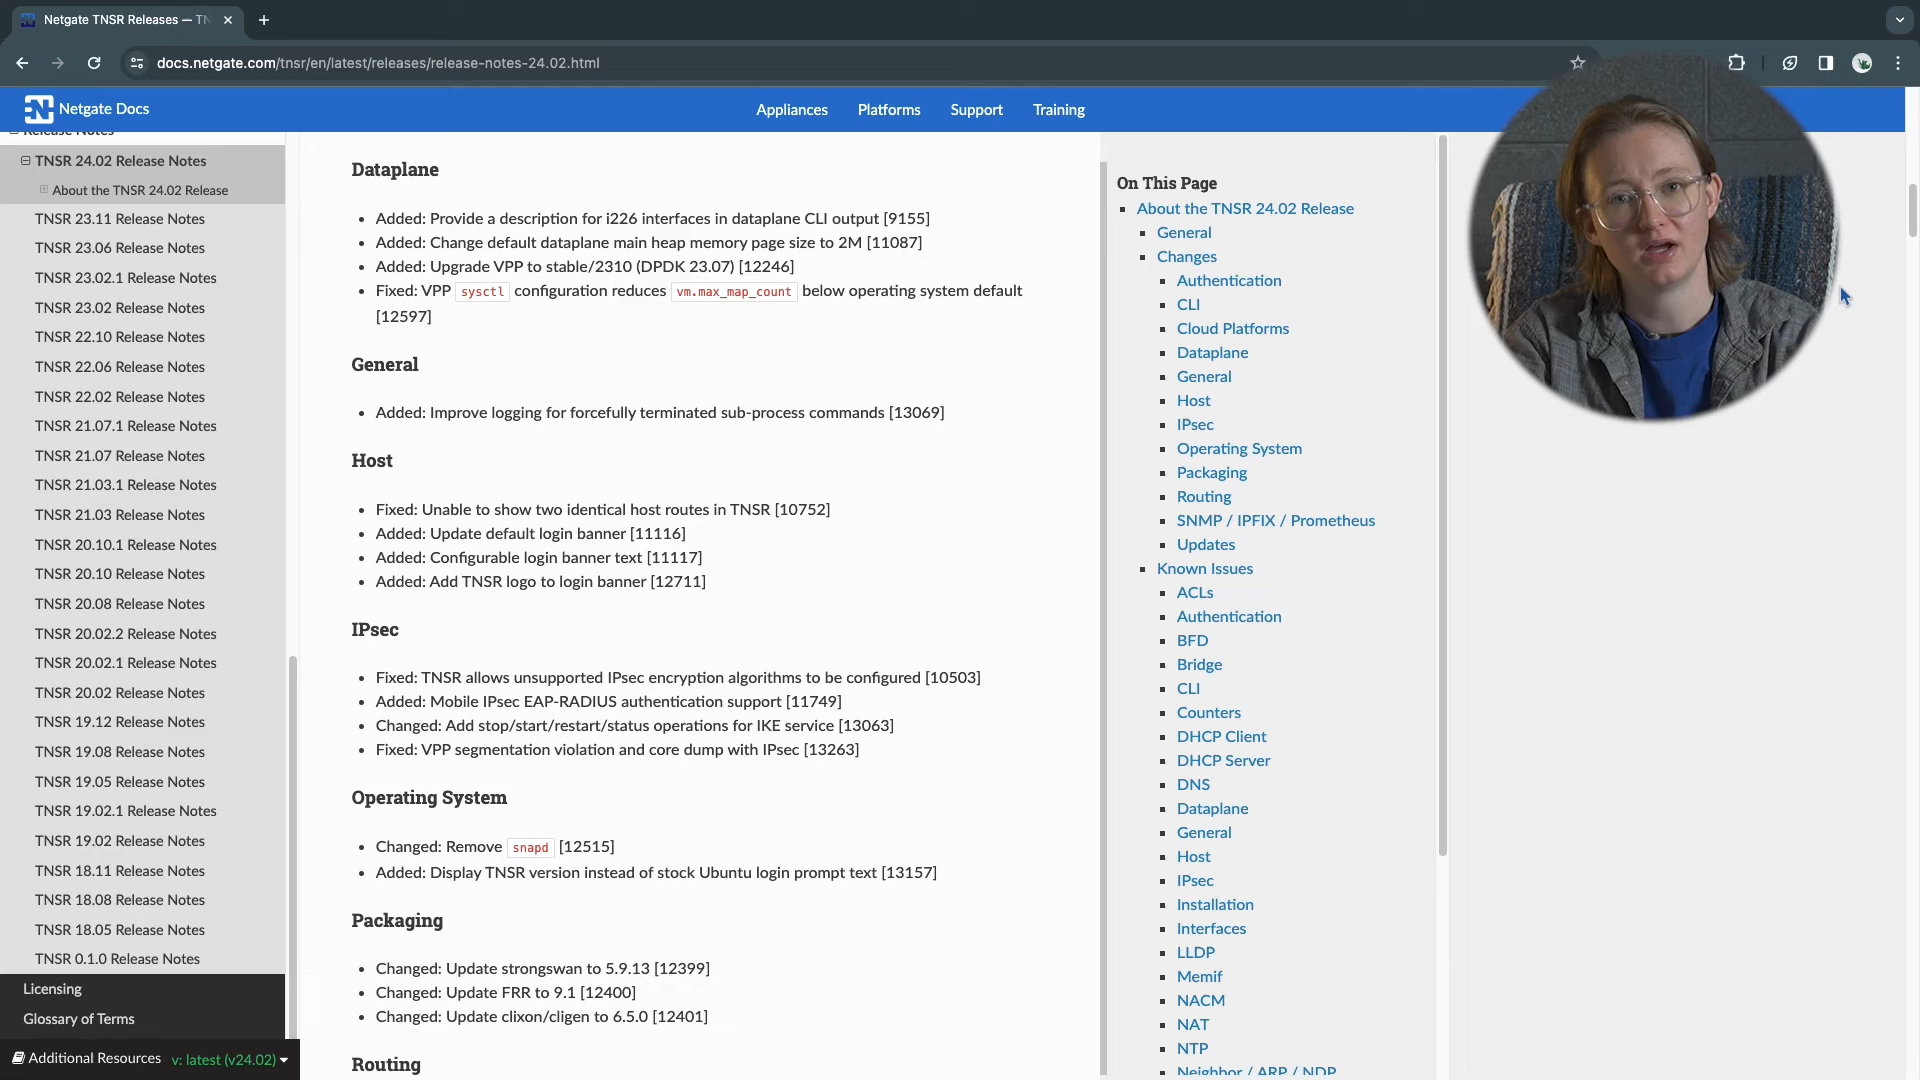 Netgate TNSR Releases — TN
docs.netgate.com/tnsr/en/latest/releases/release-notes-24.02.html
Netgate Docs
Appliances
Platforms
Support
Training
Release Notes
TNSR 24.02 Release Notes
About the TNSR 24.02 Release
TNSR 23.11 Release Notes
TNSR 23.06 Release Notes
TNSR 23.02.1 Release Notes
TNSR 23.02 Release Notes
TNSR 22.10 Release Notes
TNSR 22.06 Release Notes
TNSR 22.02 Release Notes
TNSR 21.07.1 Release Notes
TNSR 21.07 Release Notes
TNSR 21.03.1 Release Notes
TNSR 21.03 Release Notes
TNSR 20.10.1 Release Notes
TNSR 20.10 Release Notes
TNSR 20.08 Release Notes
TNSR 20.02.2 Release Notes
TNSR 20.02.1 Release Notes
TNSR 20.02 Release Notes
TNSR 19.12 Release Notes
TNSR 19.08 Release Notes
TNSR 19.05 Release Notes
TNSR 19.02.1 Release Notes
TNSR 19.02 Release Notes
TNSR 18.11 Release Notes
TNSR 18.08 Release Notes
TNSR 18.05 Release Notes
TNSR 0.1.0 Release Notes
Licensing
Glossary of Terms
Additional Resources v: latest (v24.02)
Dataplane
Added: Provide a description for i226 interfaces in dataplane CLI output [9155]
Added: Change default dataplane main heap memory page size to 2M [11087]
Added: Upgrade VPP to stable/2310 (DPDK 23.07) [12246]
Fixed: VPP sysctl configuration reduces vm.max_map_count below operating system default
[12597]
General
Added: Improve logging for forcefully terminated sub-process commands [13069]
Host
Fixed: Unable to show two identical host routes in TNSR [10752]
Added: Update default login banner [11116]
Added: Configurable login banner text [11117]
Added: Add TNSR logo to login banner [12711]
IPsec
Fixed: TNSR allows unsupported IPsec encryption algorithms to be configured [10503]
Added: Mobile IPsec EAP-RADIUS authentication support [11749]
Changed: Add stop/start/restart/status operations for IKE service [13063]
Fixed: VPP segmentation violation and core dump with IPsec [13263]
Operating System
Changed: Remove snapd [12515]
Added: Display TNSR version instead of stock Ubuntu login prompt text [13157]
Packaging
Changed: Update strongswan to 5.9.13 [12399]
Changed: Update FRR to 9.1 [12400]
Changed: Update clixon/cligen to 6.5.0 [12401]
Routing
On This Page
About the TNSR 24.02 Release
General
Changes
Authentication
CLI
Cloud Platforms
Dataplane
General
Host
IPsec
Operating System
Packaging
Routing
SNMP / IPFIX / Prometheus
Updates
Known Issues
ACLs
Authentication
BFD
Bridge
CLI
Counters
DHCP Client
DHCP Server
DNS
Dataplane
General
Host
IPsec
Installation
Interfaces
LLDP
Memif
NACM
NAT
NTP
Neighbor / ARP / NDP